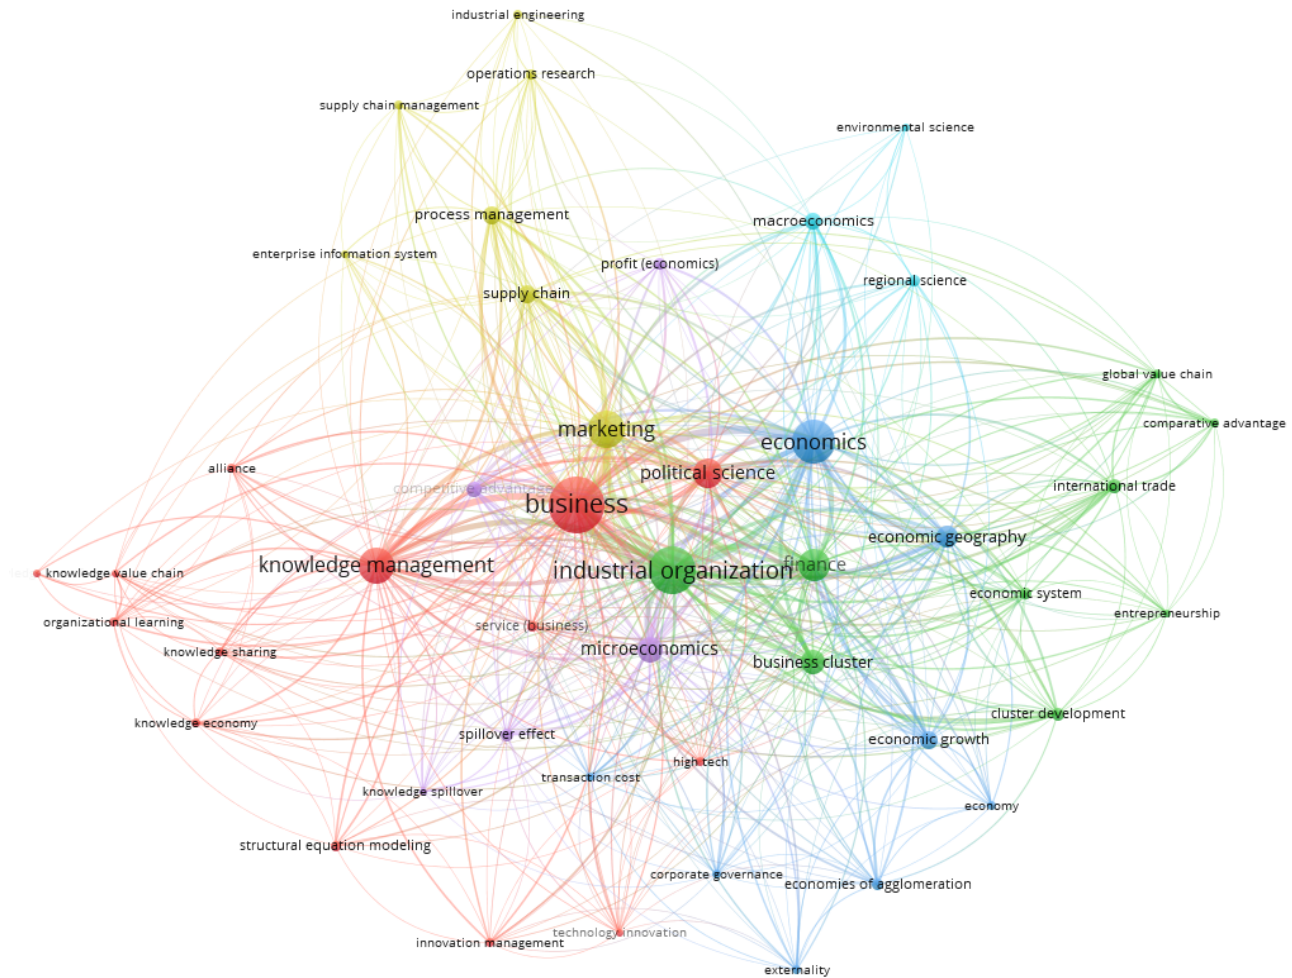 industrial engineering
operations research
supply chain management
environmental science
process management
macroeconomics
enterprise information system
profit (economics)
regional science
supply chain
global value chain
comparative advantage
marketing
economics
alliance
political science
competitive advantage
international trade
business
economic geography
knowledge management
industrial organization
finance
knowledge value chain
economic system
organizational learning
service (business)
entrepreneurship
knowledge sharing
microeconomics
business cluster
knowledge economy
cluster development
spillover effect
economic growth
high tech
transaction cost
knowledge spillover
economy
structural equation modeling
corporate governance
economies of agglomeration
technology innovation
innovation management
externality